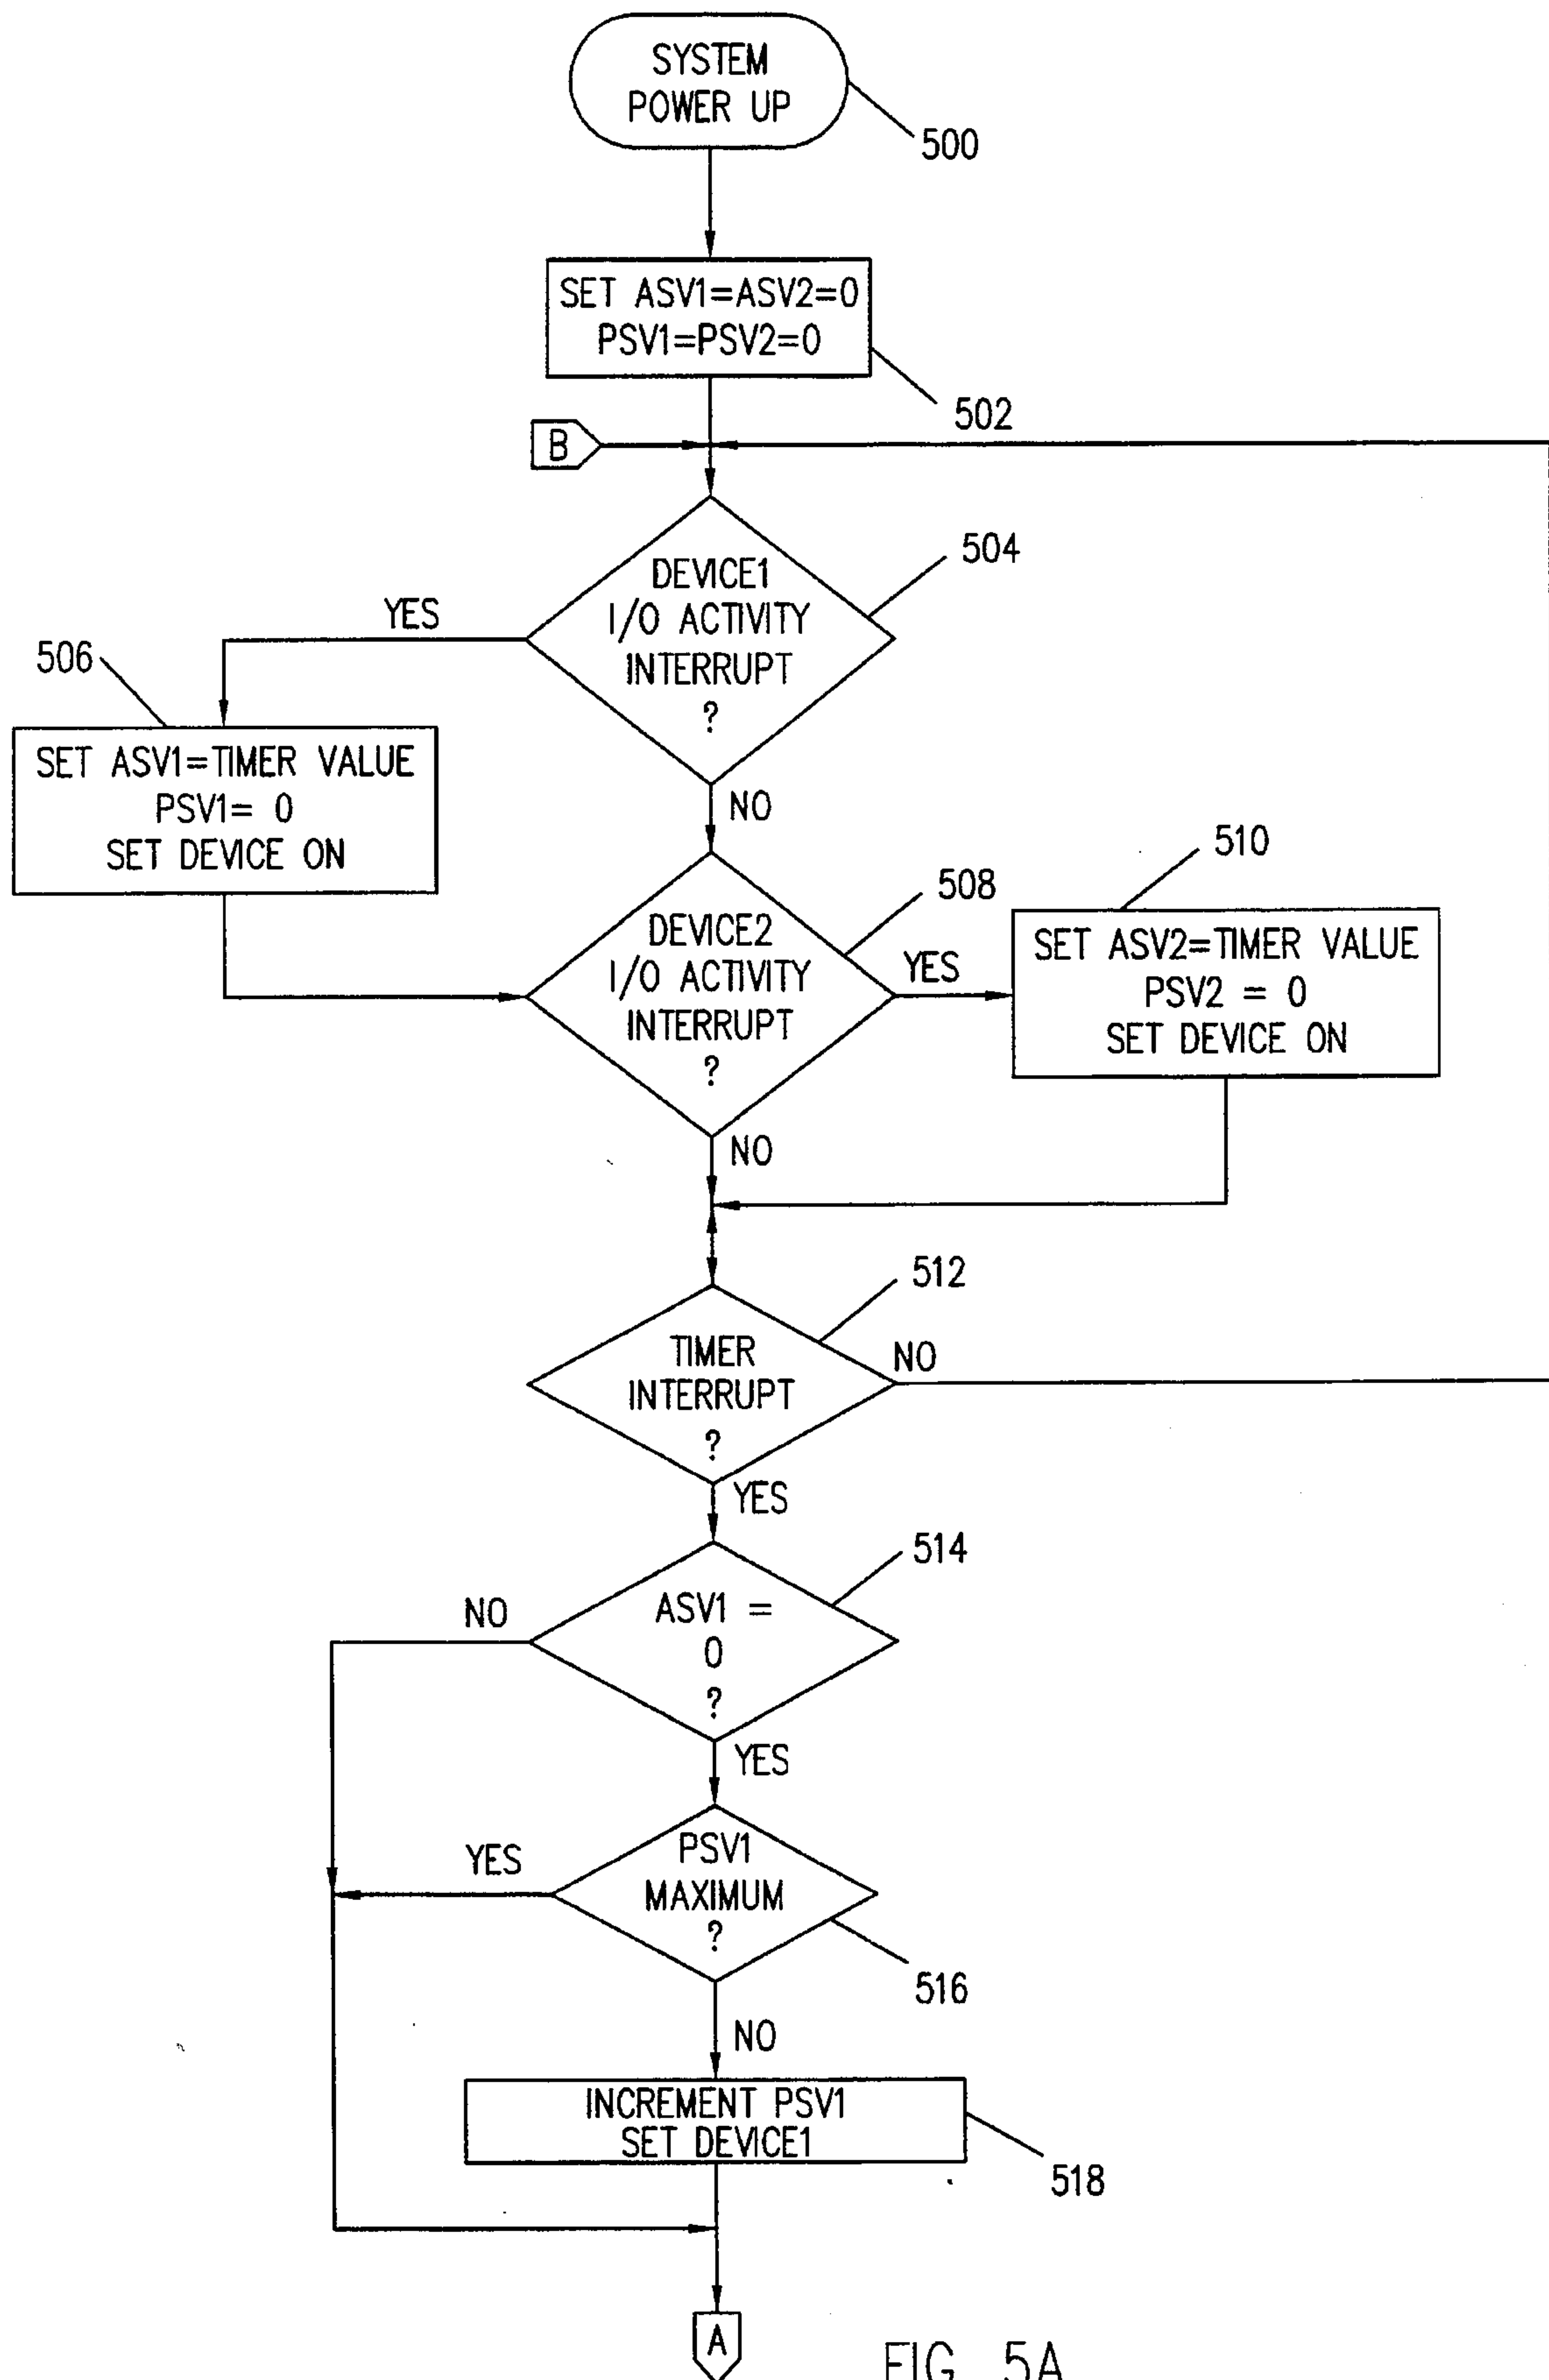 SYSTEM
POWER UP
500
SET ASV1=ASV2=0
PSV1=PSV2=0
502
B
DEVICE1
I/O ACTIVITY
INTERRUPT
?
504
YES
506
SET ASV1=TIMER VALUE
PSV1= 0
SET DEVICE ON
NO
DEVICE2
I/O ACTIVITY
INTERRUPT
?
508
YES
510
SET ASV2=TIMER VALUE
PSV2 = 0
SET DEVICE ON
NO
TIMER
INTERRUPT
?
512
NO
YES
ASV1 =
0
?
514
NO
YES
PSV1
MAXIMUM
?
516
YES
NO
INCREMENT PSV1
SET DEVICE1
518
A
FIG. 5A